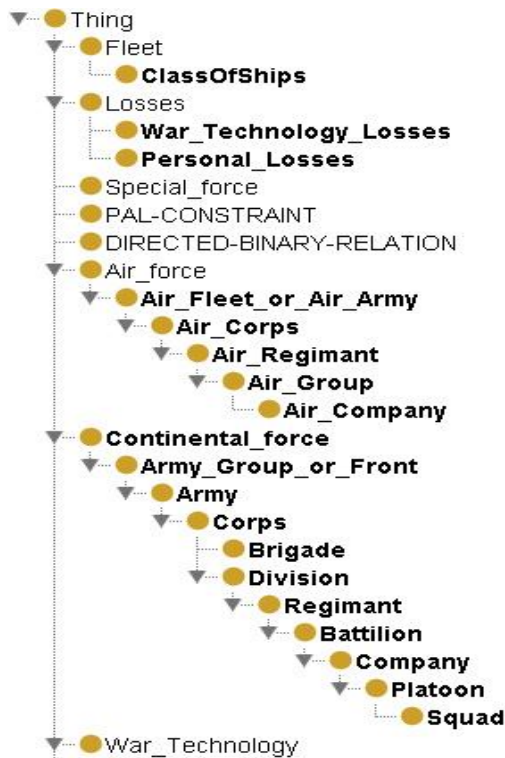 Thing
Fleet
ClassOfShips
Losses
War_Technology_Losses
Personal_Losses
Special_force
PAL-CONSTRAINT
DIRECTED-BINARY-RELATION
Air_force
Air_Fleet_or_Air_Army
Air_Corps
Air_Regimant
Air_Group
Air_Company
Continental_force
Army_Group_or_Front
Army
Corps
Brigade
Division
Regimant
Battilion
Company
Platoon
Squad
War_Technology